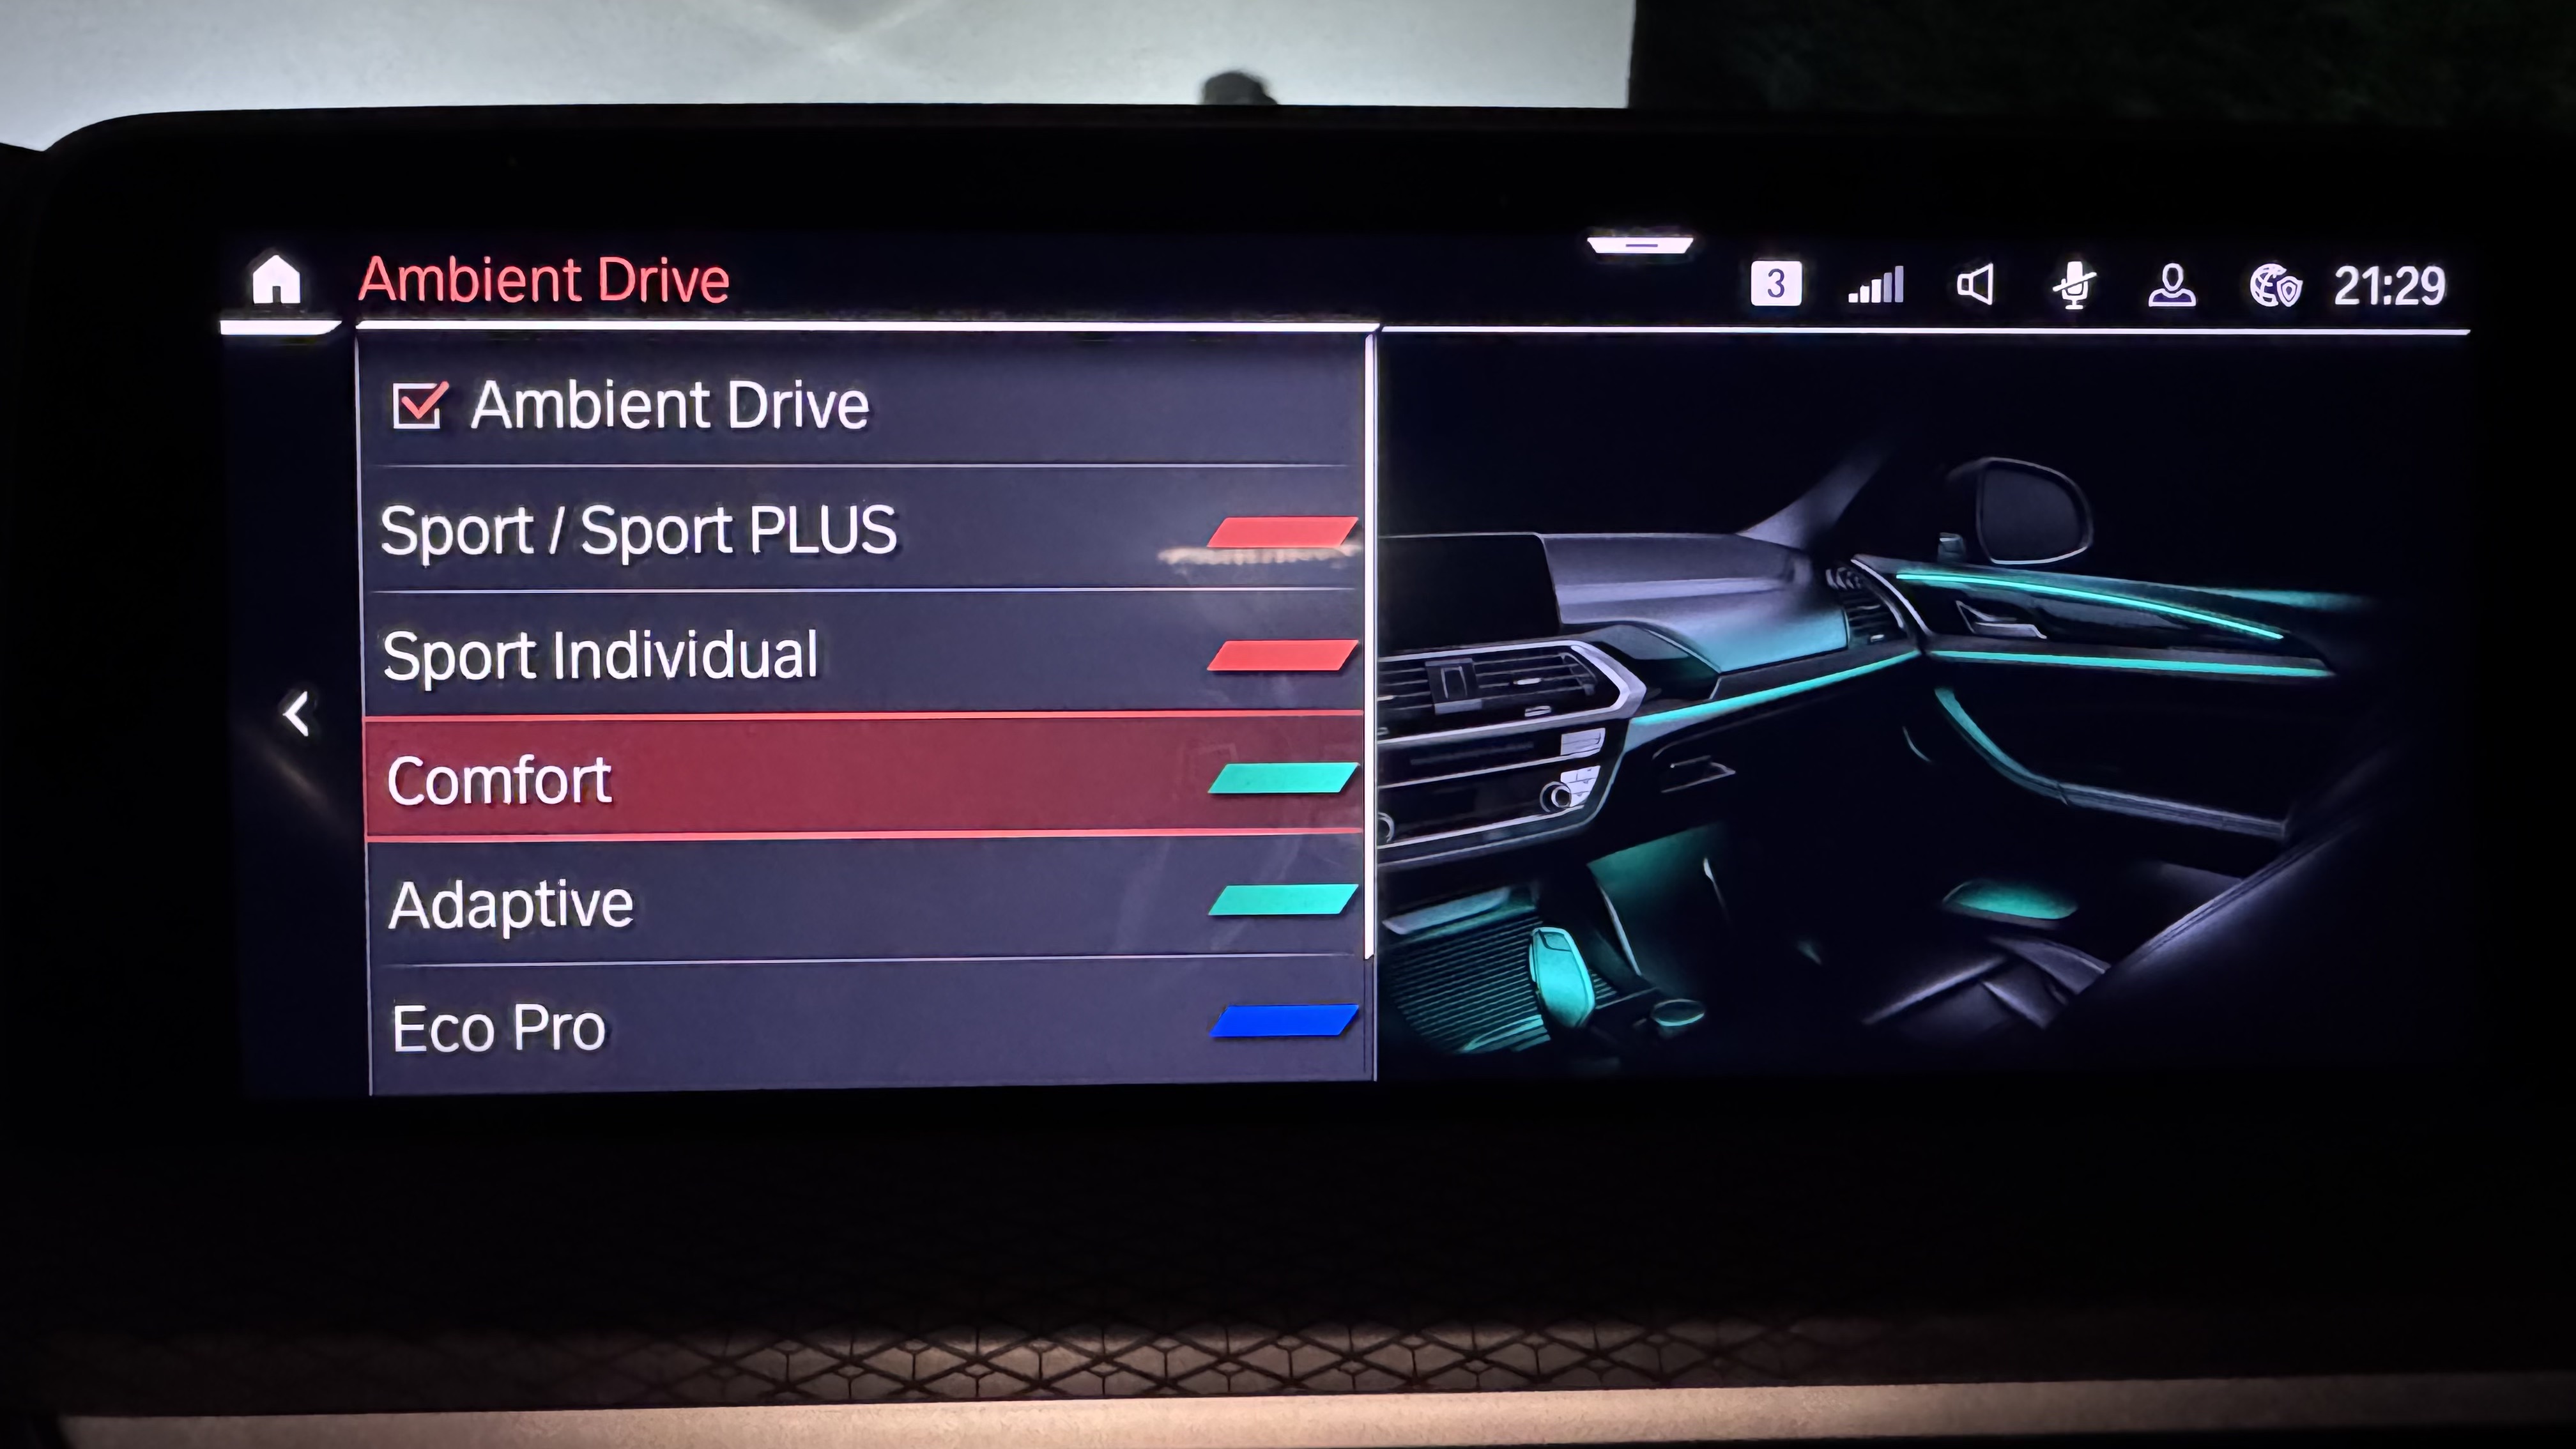 Ambient Drive
3
21:29
Ambient Drive
Sport / Sport PLUS
Sport Individual
Comfort
Adaptive
Eco Pro